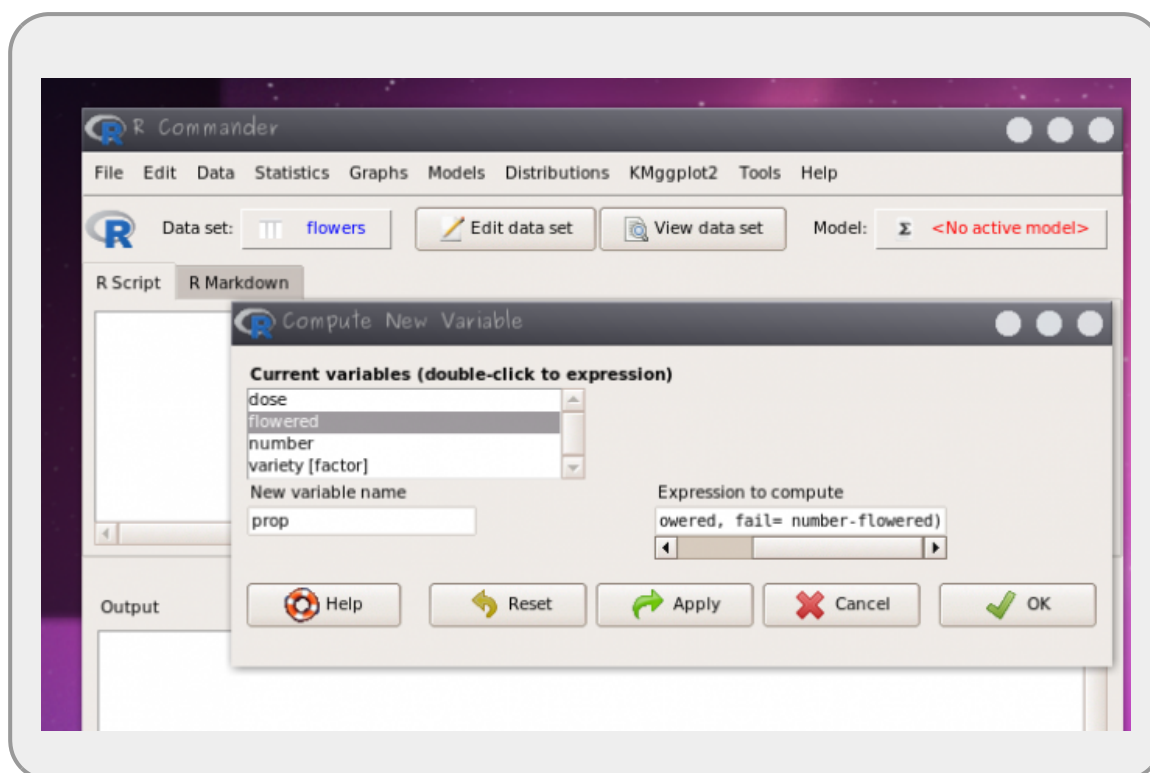 R Commander
File Edit Data Statistics Graphs Models Distributions KMggplot2 Tools Help
R Data set: flowers Edit data set View data set Model: Σ <No active model>
R Script R Markdown
Compute New Variable
Current variables (double-click to expression)
dose
flowered
number
variety [factor]
New variable name Expression to compute
prop owered, fail= number-flowered)
Help Reset Apply Cancel OK
Output